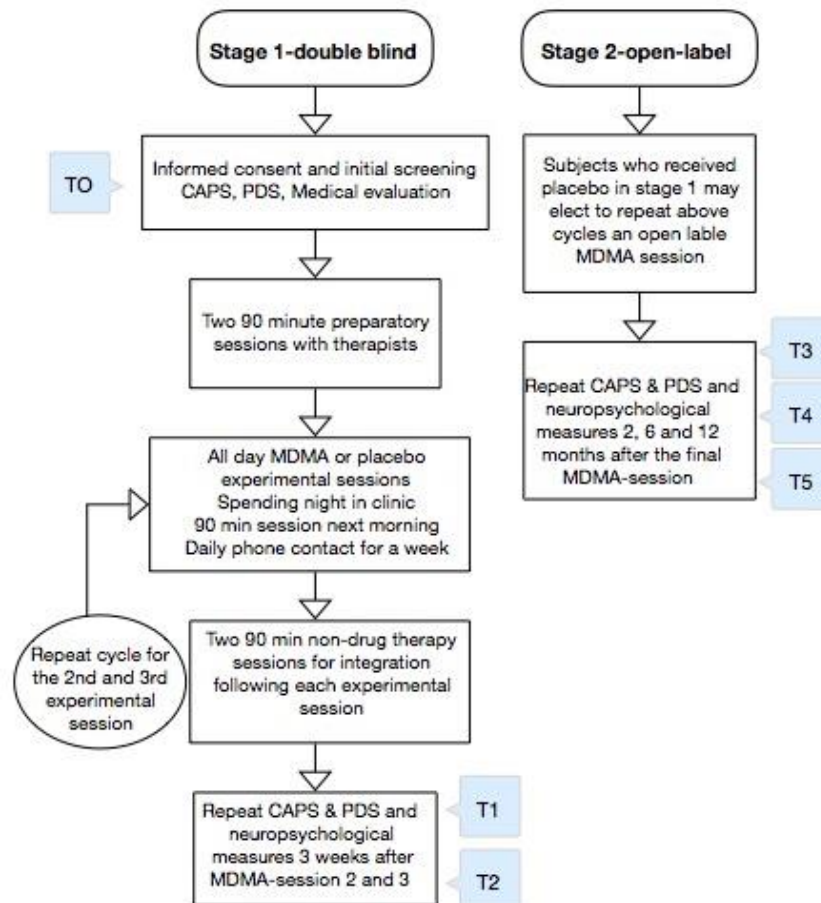 Stage 1-double blind
TO
Informed consent and initial screening
CAPS, PDS, Medical evaluation
Two 90 minute preparatory
sessions with therapists
All day MDMA or placebo
experimental sessions
Spending night in clinic
90 min session next morning
Daily phone contact for a week
Repeat cycle for
the 2nd and 3rd
experimental
session
Two 90 min non-drug therapy
sessions for integration
following each experimental
session
Repeat CAPS & PDS and
neuropsychological
measures 3 weeks after
MDMA-session 2 and 3
T1
T2
Stage 2-open-label
Subjects who received
placebo in stage 1 may
elect to repeat above
cycles an open lable
MDMA session
Repeat CAPS & PDS and
neuropsychological
measures 2, 6 and 12
months after the final
MDMA-session
T3
T4
T5